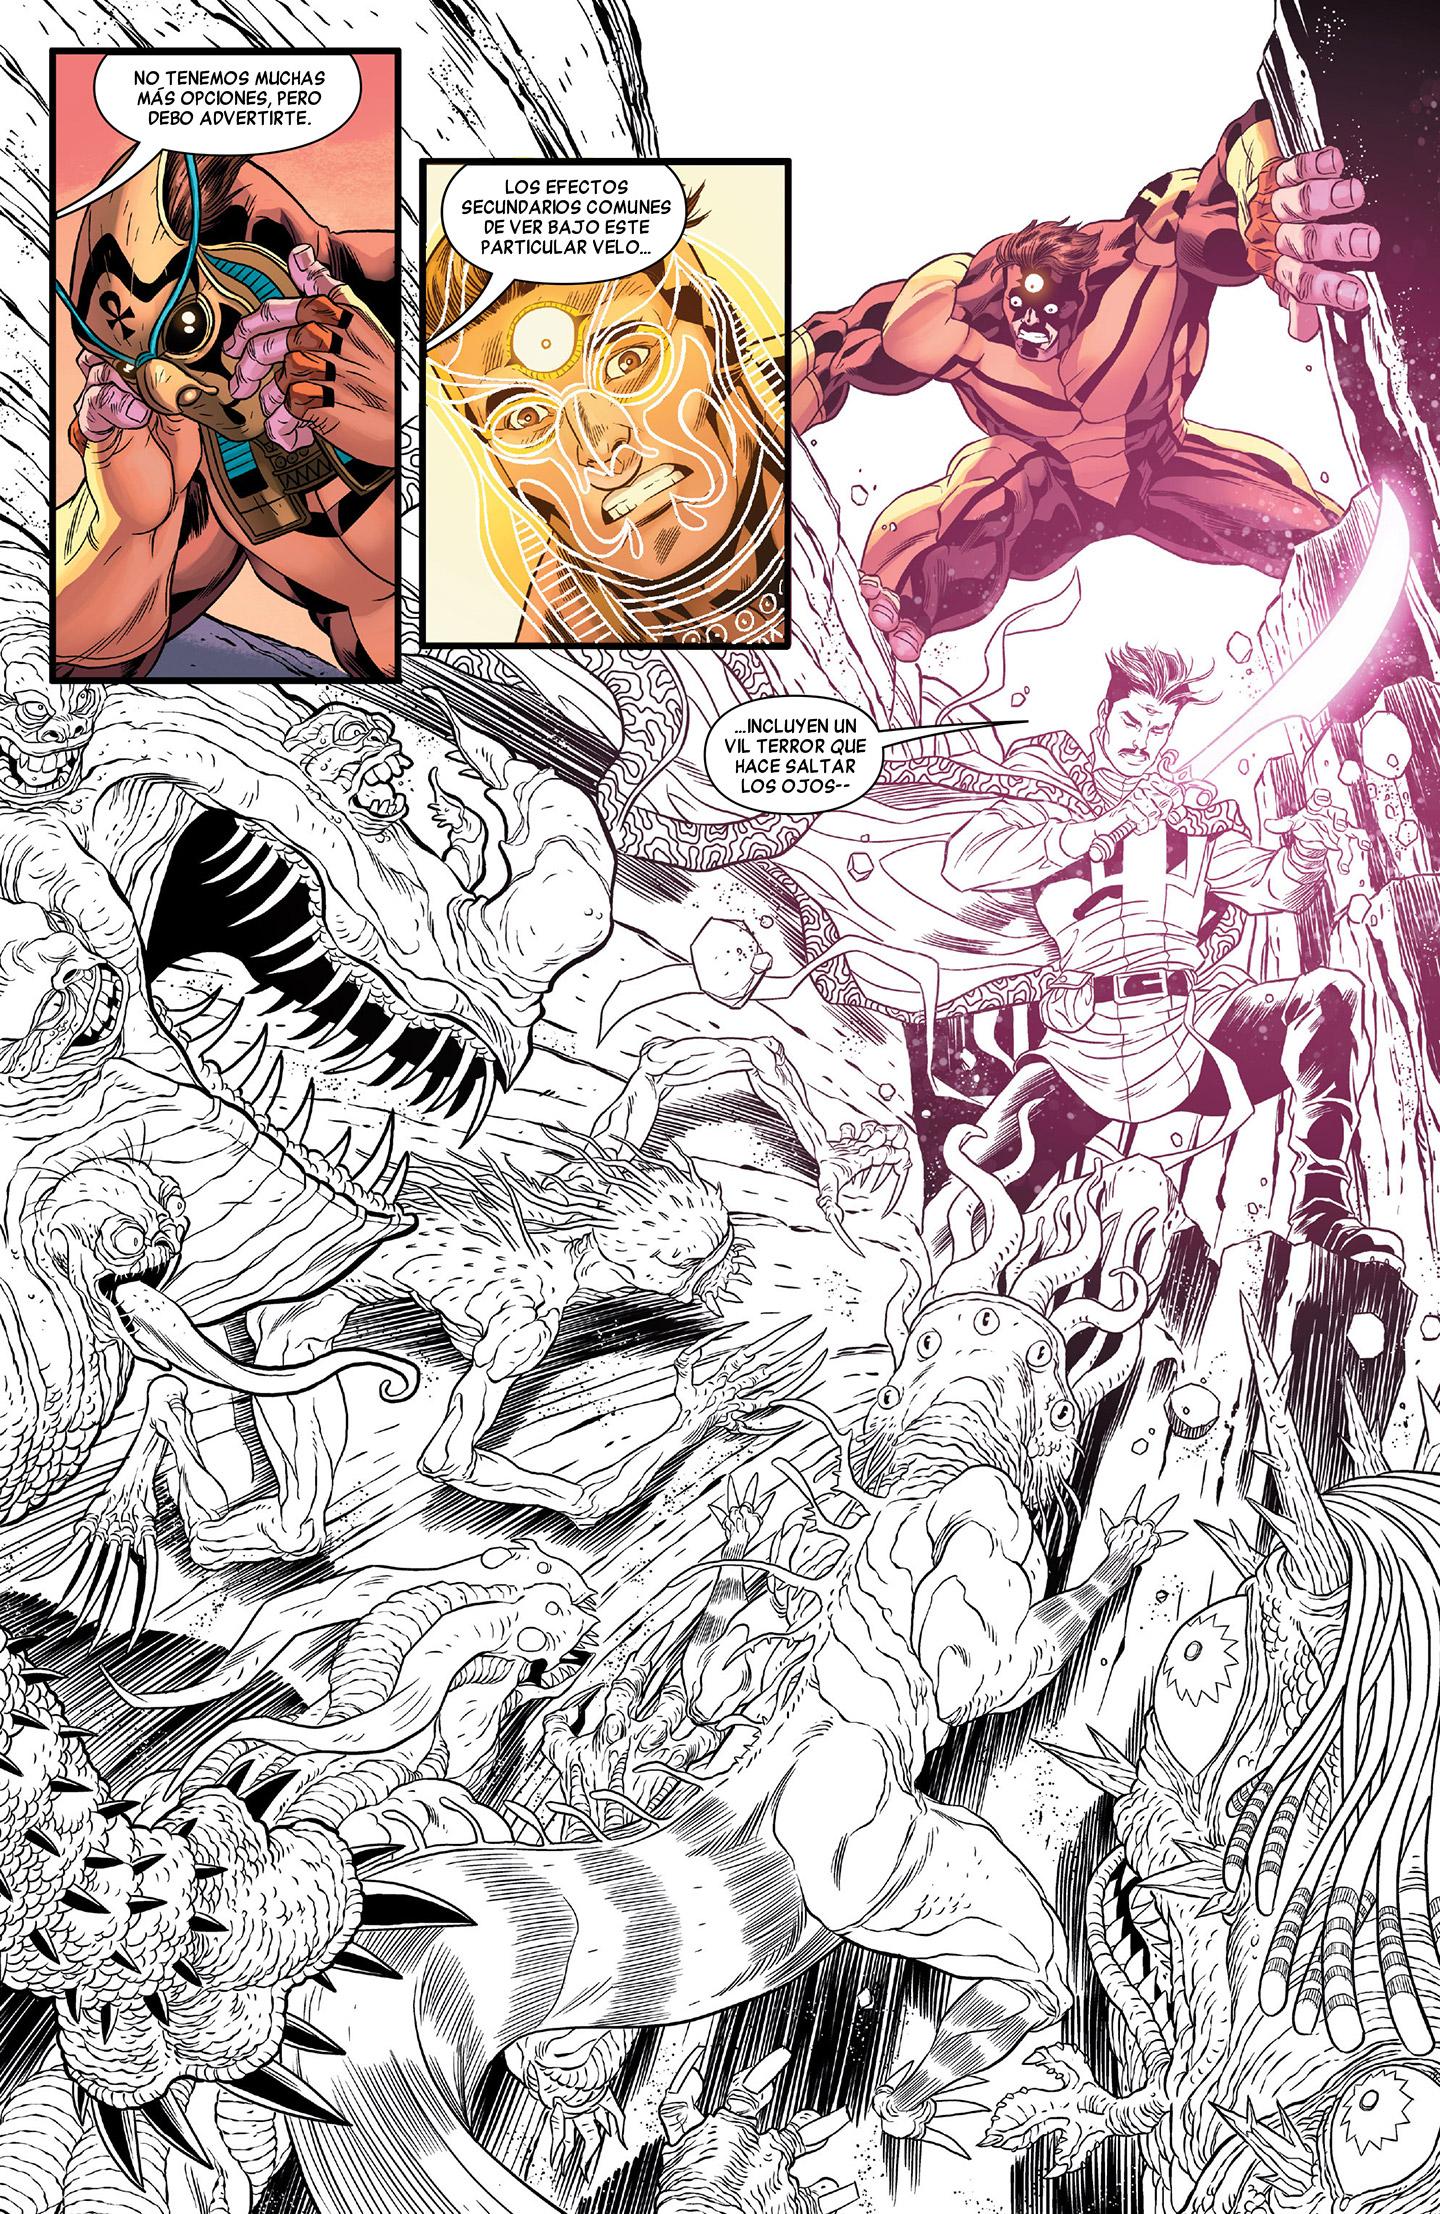 NO TENEMOS MUCHAS
MÁS OPCIONES, PERO
DEBO ADVERTIRTE.
LOS EFECTOS
SECUNDARIOS COMUNES
DE VER BAJO ESTE
PARTICULAR VELO...
...INCLUYEN UN
VIL TERROR QUE
HACE SALTAR
LOS OJOS--